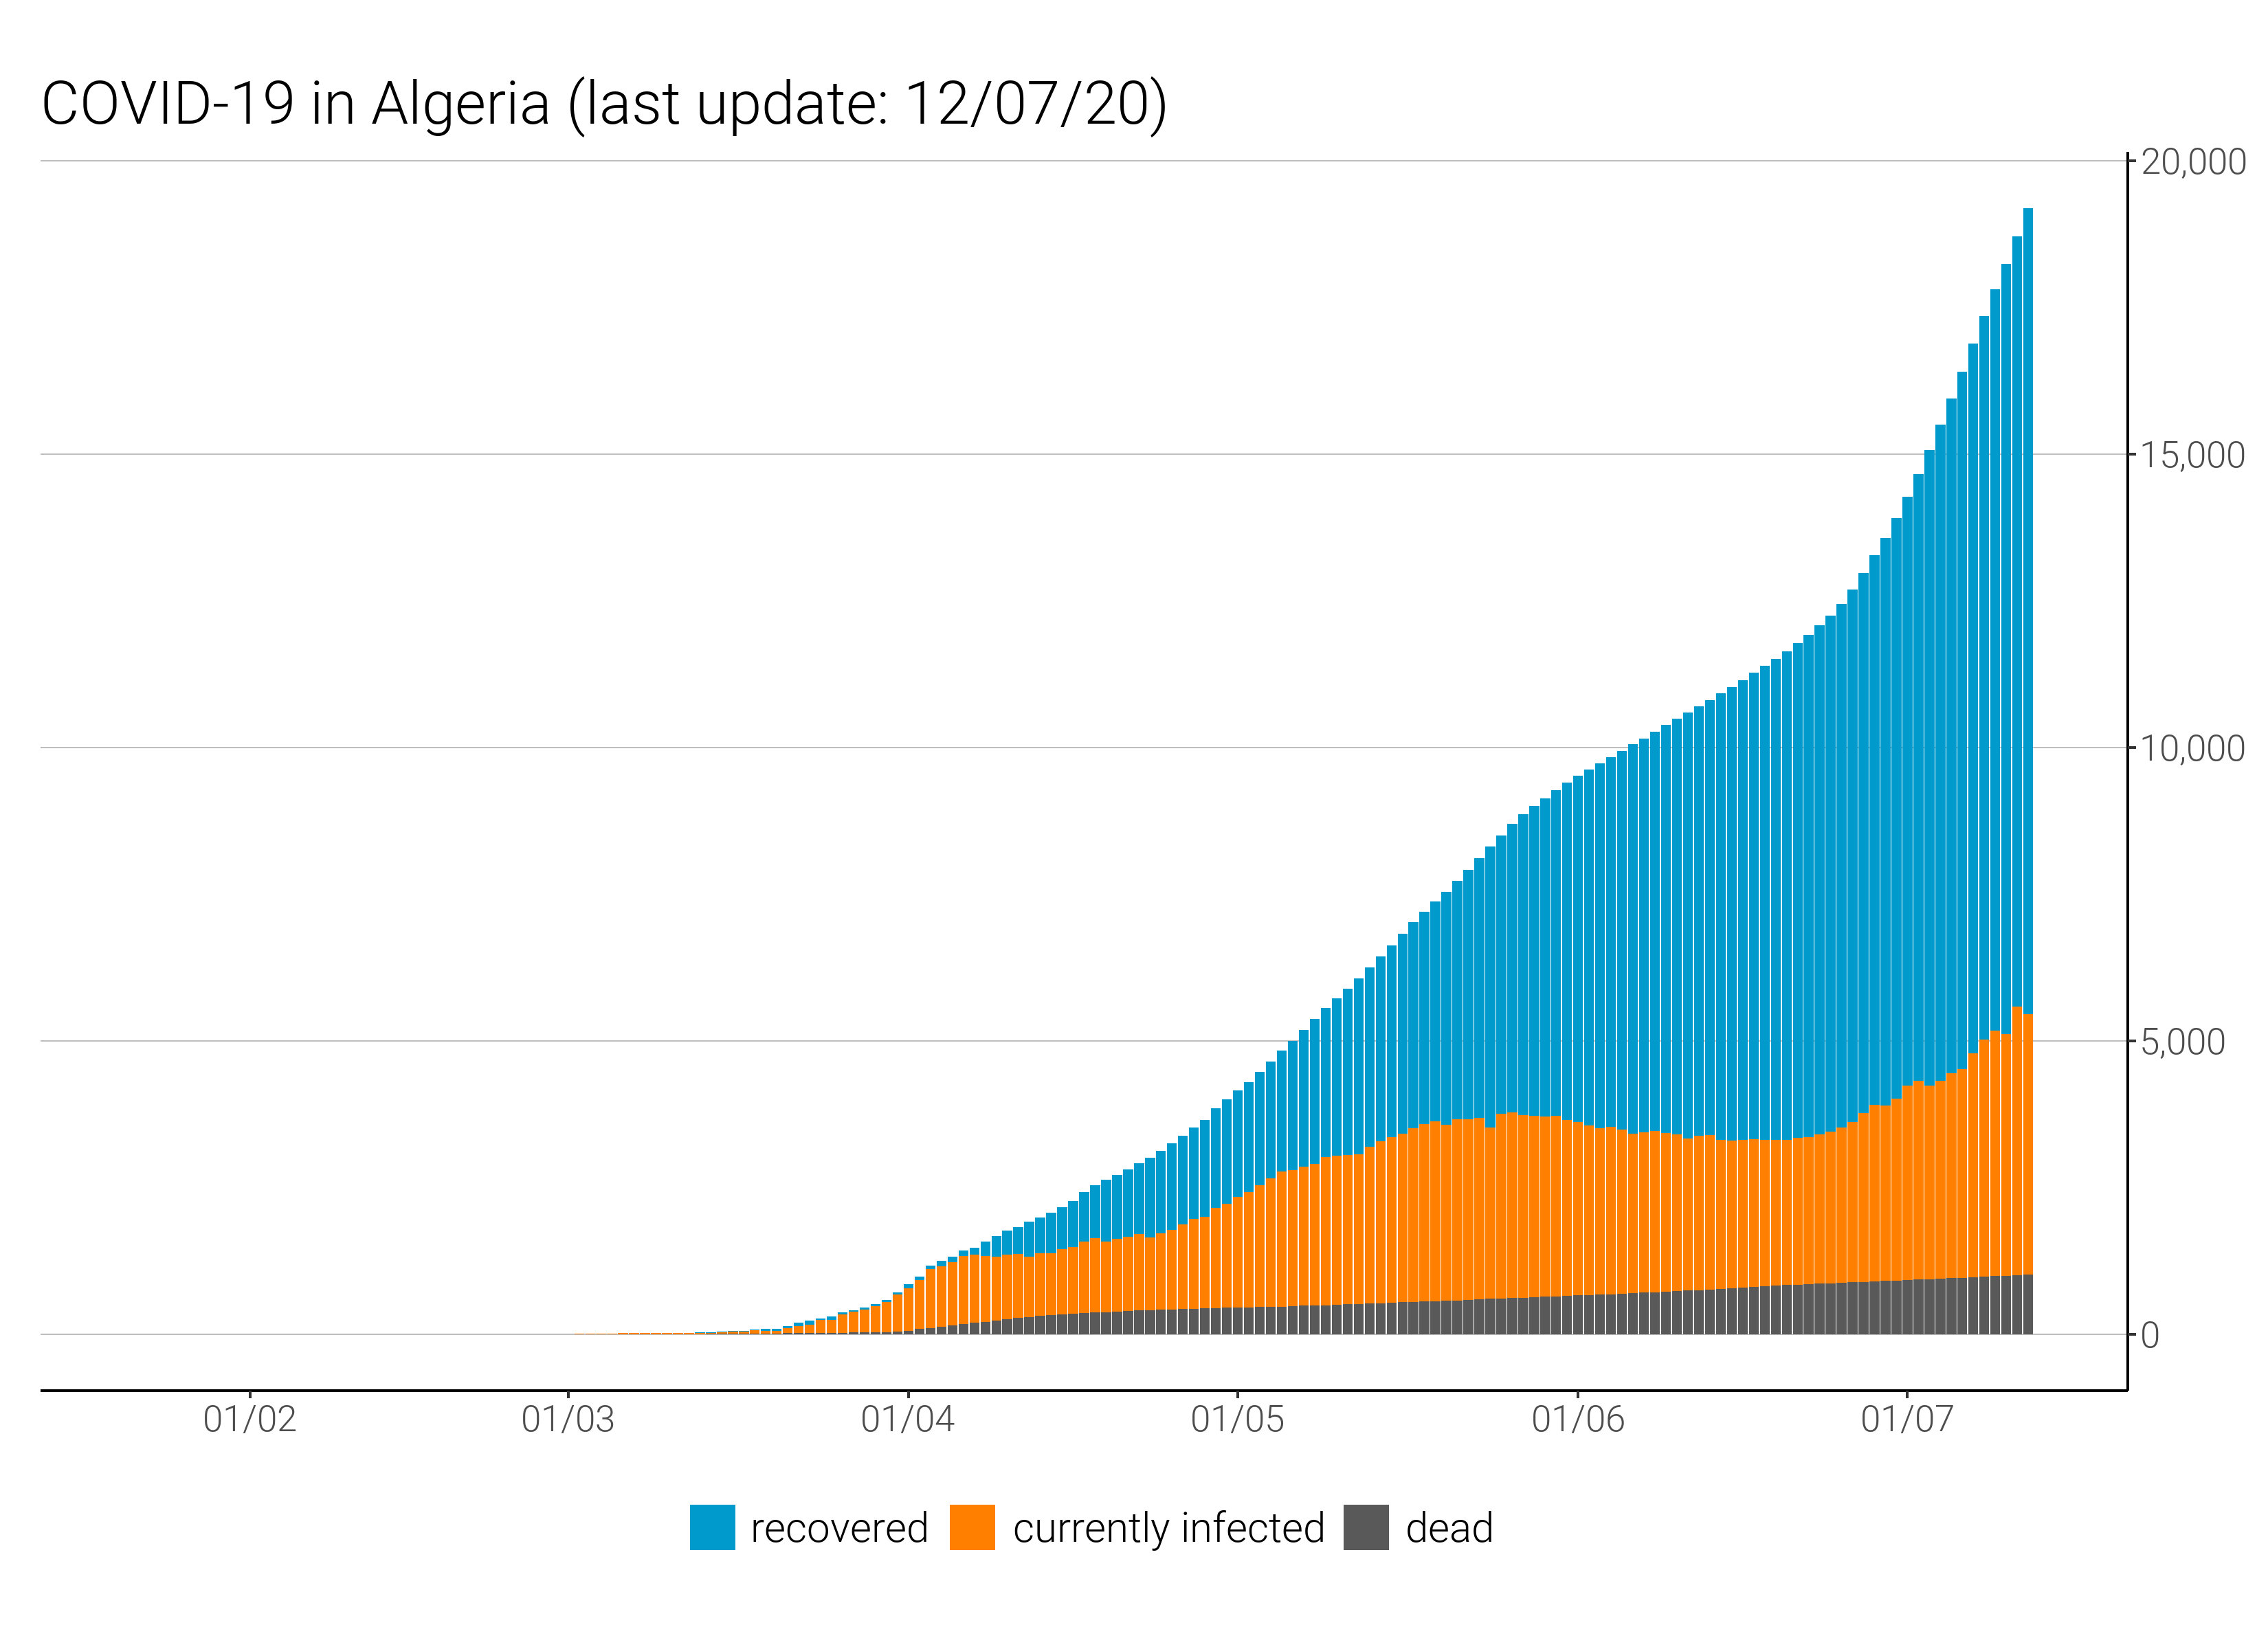 COVID-19 in Algeria (last update: 12/07/20)
20,000
15,000
10,000
5,000
0
01/02 01/03 01/04 01/05 01/06 01/07
recovered currently infected dead